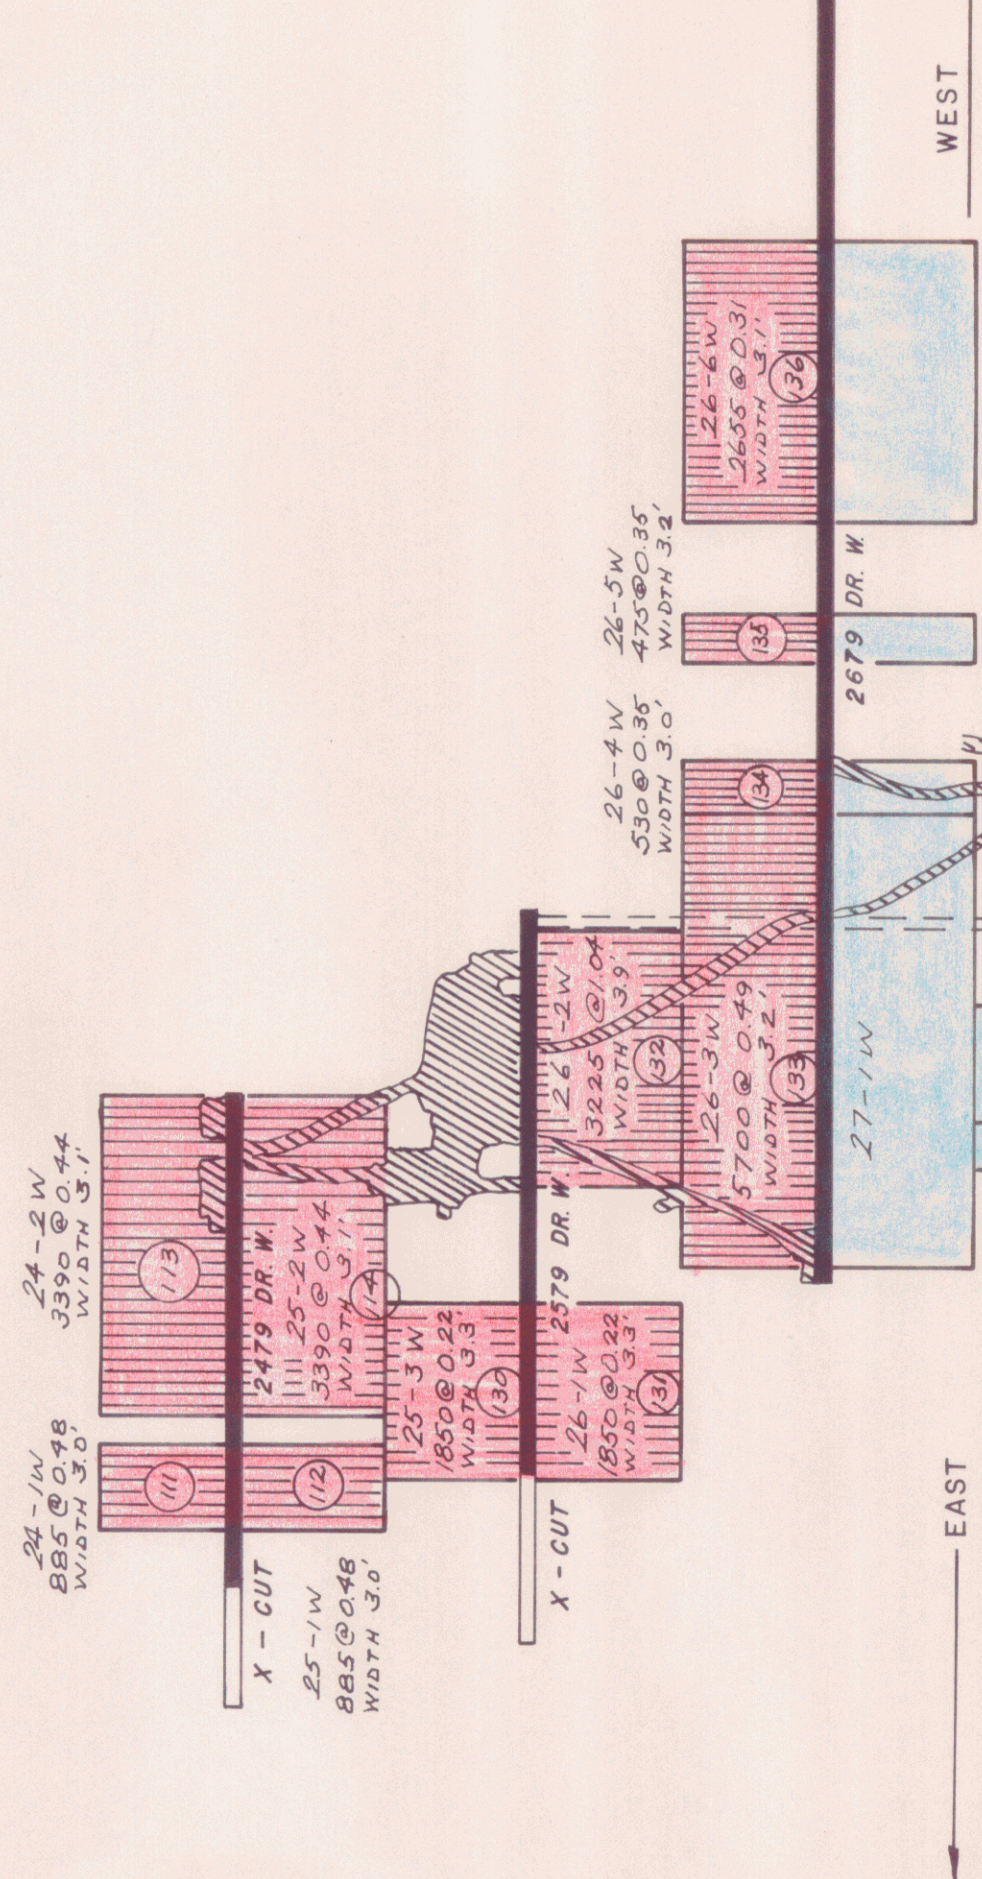 24-2W
3390 @ 0.44
WIDTH 3.1'
113
24-1W
885 @ 0.48
WIDTH 3.0'
111
2479 DR. W.
25-2W
3390 @ 0.44
WIDTH 3.1'
114
112
X-CUT
25-1W
885 @ 0.48
WIDTH 3.0'
25-3W
1850 @ 0.22
WIDTH 3.3'
130
2579 DR. W.
26-1W
1850 @ 0.22
WIDTH 3.3'
131
X-CUT
26-2W
3225 @ 1.04
WIDTH 3.9'
132
26-3W
5700 @ 0.49
WIDTH 3.2'
133
26-4W
530 @ 0.35
WIDTH 3.0'
134
26-5W
475 @ 0.35
WIDTH 3.2'
135
26-6W
2655 @ 0.31
WIDTH 3.1'
136
2679 DR. W.
27-1W
WEST
EAST